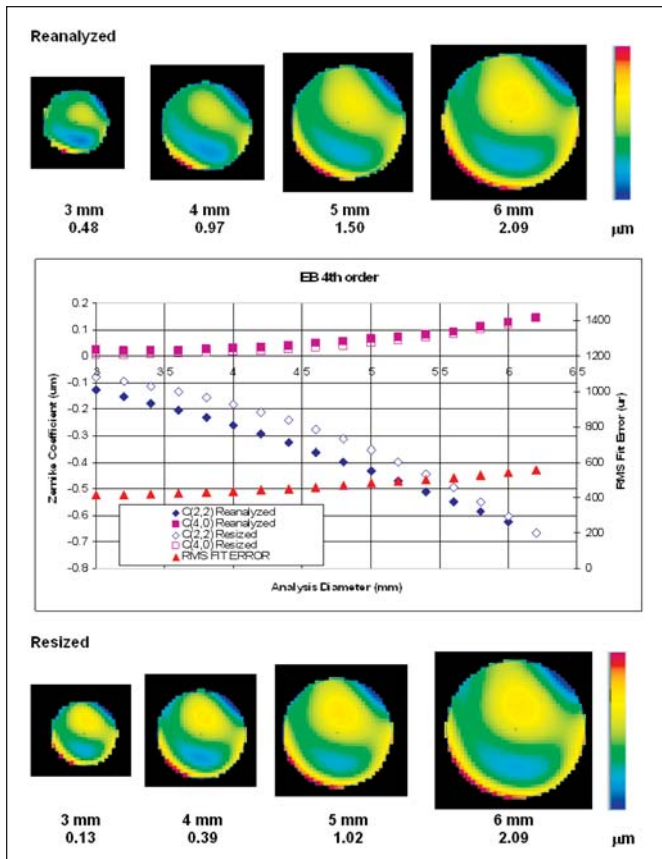 Reanalyzed
3 mm 4 mm 5 mm 6 mm
0.48 0.97 1.50 2.09 µm
EB 4th order
0.2
0.1
0
-0.1
-0.2
-0.3
-0.4
-0.5
-0.6
-0.7
-0.8
Zernike Coefficient (um)
3 3.5 4 4.5 5 5.5 6 6.5
1400
1200
1000
800
600
400
200
0
RMS Fit Error (ur)
C(2,2) Reanalyzed
C(4,0) Reanalyzed
C(2,2) Resized
C(4,0) Resized
RMS FIT ERROR
Analysis Diameter (mm)
Resized
3 mm 4 mm 5 mm 6 mm
0.13 0.39 1.02 2.09 µm